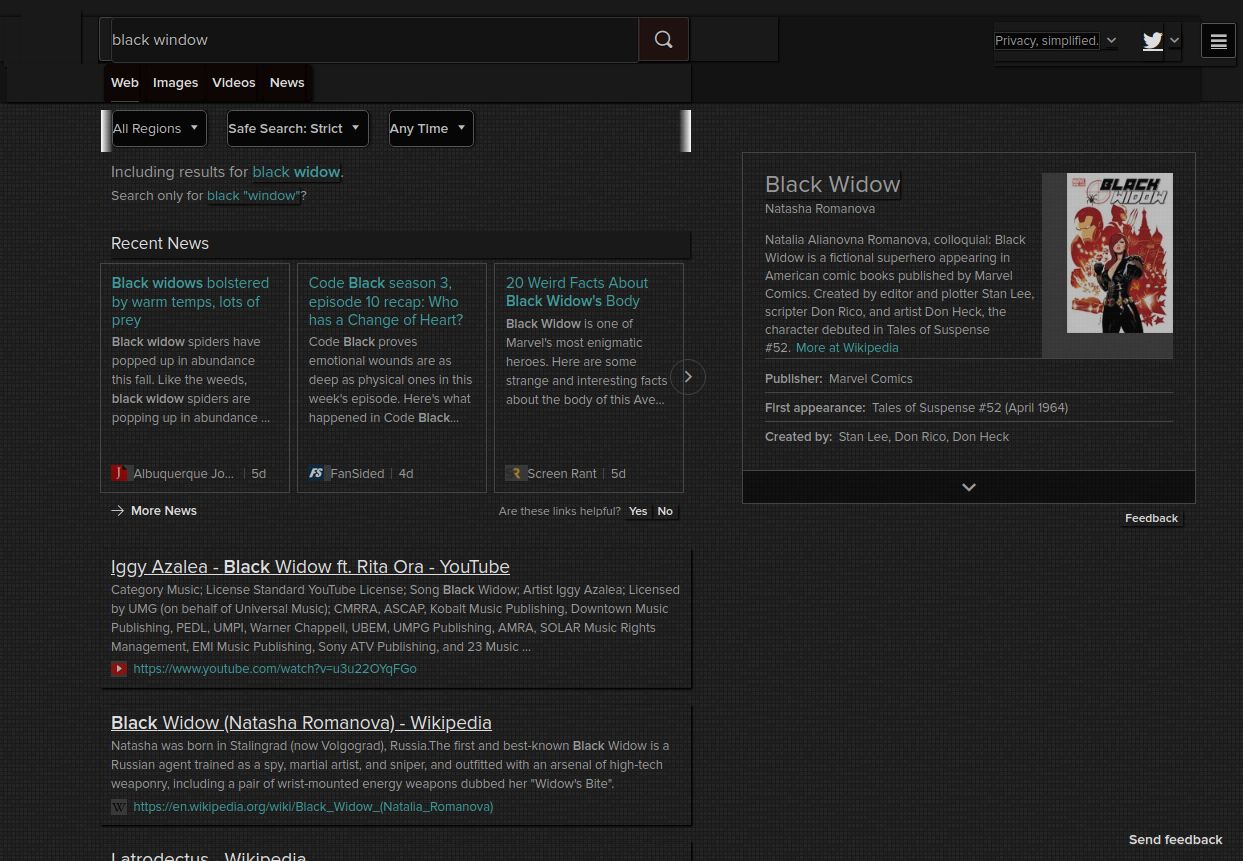 black window
Privacy, simplified.
Web Images Videos News
All Regions Safe Search: Strict Any Time
Including results for black widow.
Search only for black "window"?
Recent News
Black widows bolstered
by warm temps, lots of
prey
Black widow spiders have
popped up in abundance
this fall. Like the weeds,
black widow spiders are
popping up in abundance ...
Albuquerque Jo... 5d
Code Black season 3,
episode 10 recap: Who
has a Change of Heart?
Code Black proves
emotional wounds are as
deep as physical ones in this
week's episode. Here's what
happened in Code Black...
FS FanSided 4d
20 Weird Facts About
Black Widow's Body
Black Widow is one of
Marvel's most enigmatic
heroes. Here are some
strange and interesting facts
about the body of this Ave...
Screen Rant 5d
More News
Are these links helpful? Yes No
Iggy Azalea - Black Widow ft. Rita Ora - YouTube
Category Music; License Standard YouTube License; Song Black Widow; Artist Iggy Azalea; Licensed
by UMG (on behalf of Universal Music); CMRRA, ASCAP, Kobalt Music Publishing, Downtown Music
Publishing, PEDL, UMPI, Warner Chappell, UBEM, UMPG Publishing, AMRA, SOLAR Music Rights
Management, EMI Music Publishing, Sony ATV Publishing, and 23 Music ...
https://www.youtube.com/watch?v=u3u22OYqFGo
Black Widow (Natasha Romanova) - Wikipedia
Natasha was born in Stalingrad (now Volgograd), Russia.The first and best-known Black Widow is a
Russian agent trained as a spy, martial artist, and sniper, and outfitted with an arsenal of high-tech
weaponry, including a pair of wrist-mounted energy weapons dubbed her "Widow's Bite".
W https://en.wikipedia.org/wiki/Black_Widow_(Natalia_Romanova)
Latrodectus - Wikipedia
Black Widow
Natasha Romanova
Natalia Alianovna Romanova, colloquial: Black
Widow is a fictional superhero appearing in
American comic books published by Marvel
Comics. Created by editor and plotter Stan Lee,
scripter Don Rico, and artist Don Heck, the
character debuted in Tales of Suspense
#52. More at Wikipedia
BLACK
WIDOW
Publisher: Marvel Comics
First appearance: Tales of Suspense #52 (April 1964)
Created by: Stan Lee, Don Rico, Don Heck
Feedback
Send feedback